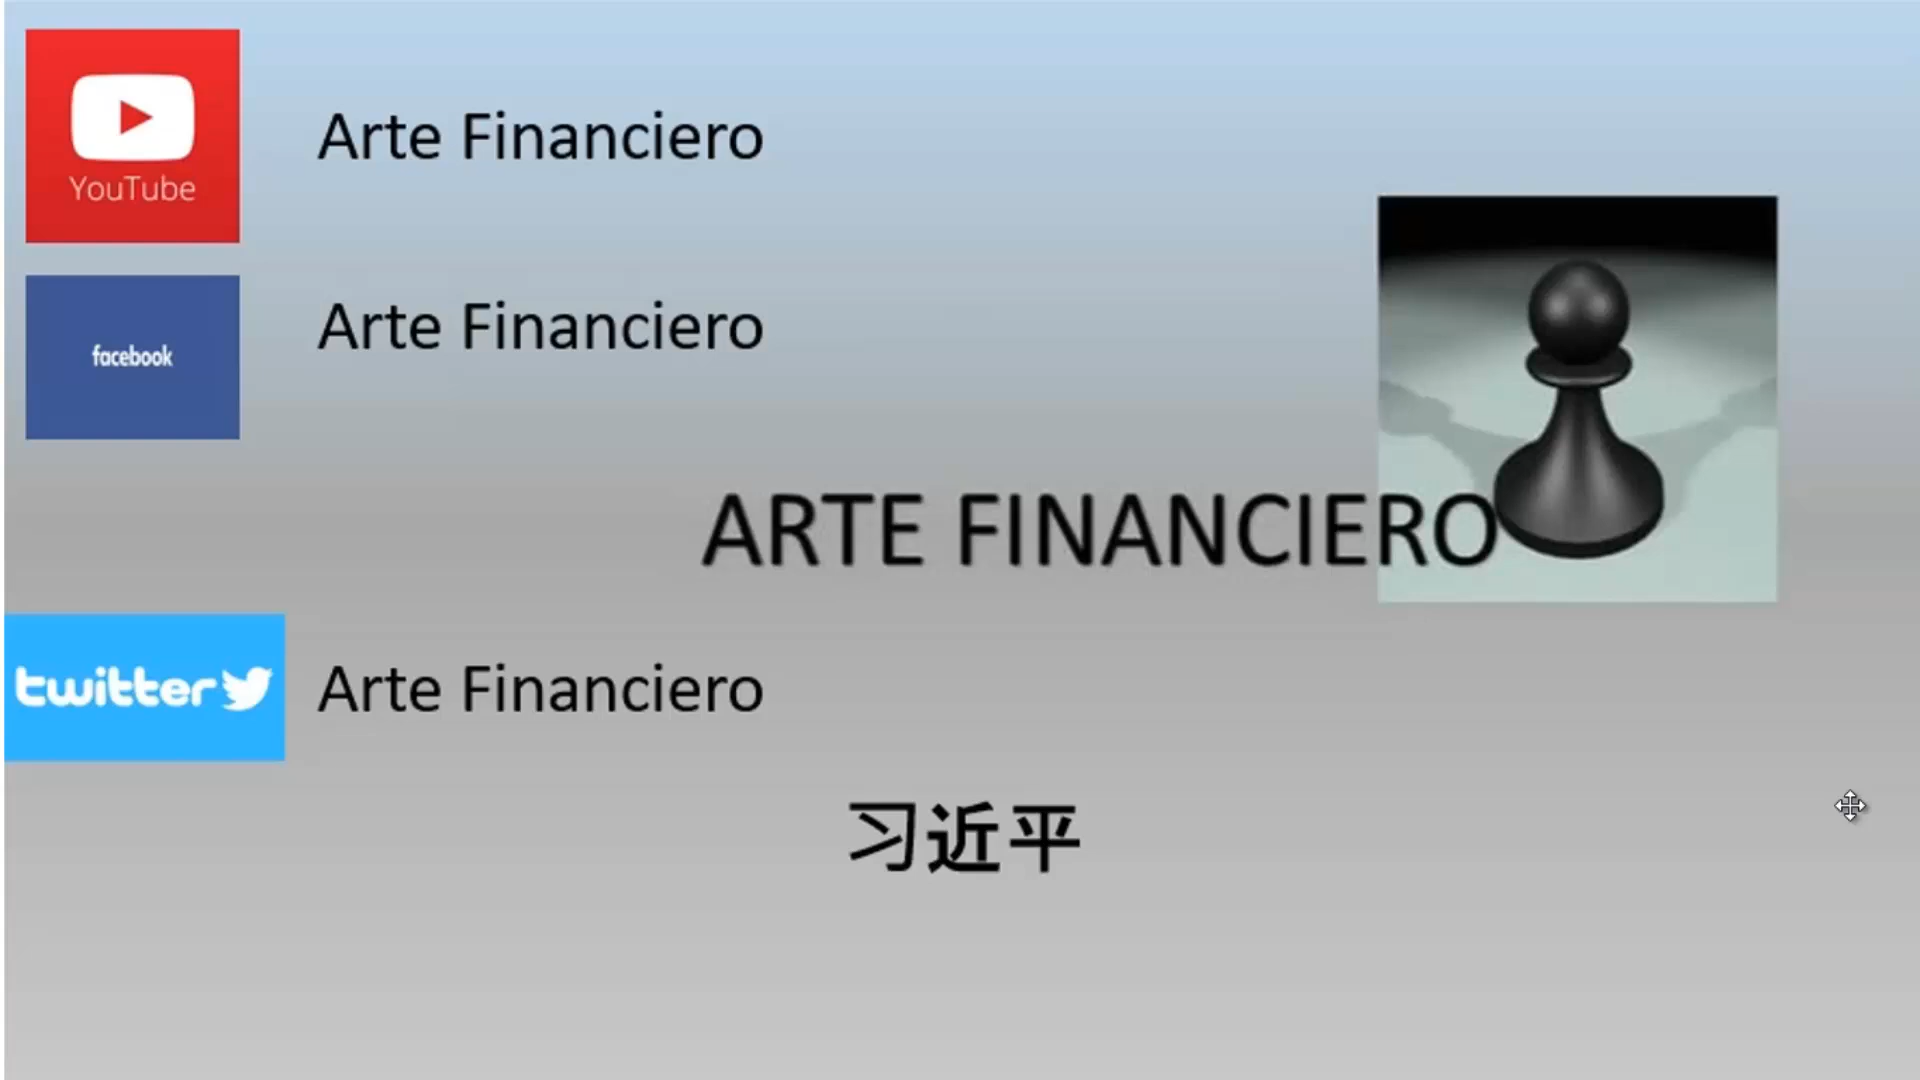 YouTube
Arte Financiero
facebook
Arte Financiero
ARTE FINANCIERO
twitter
Arte Financiero
习近平